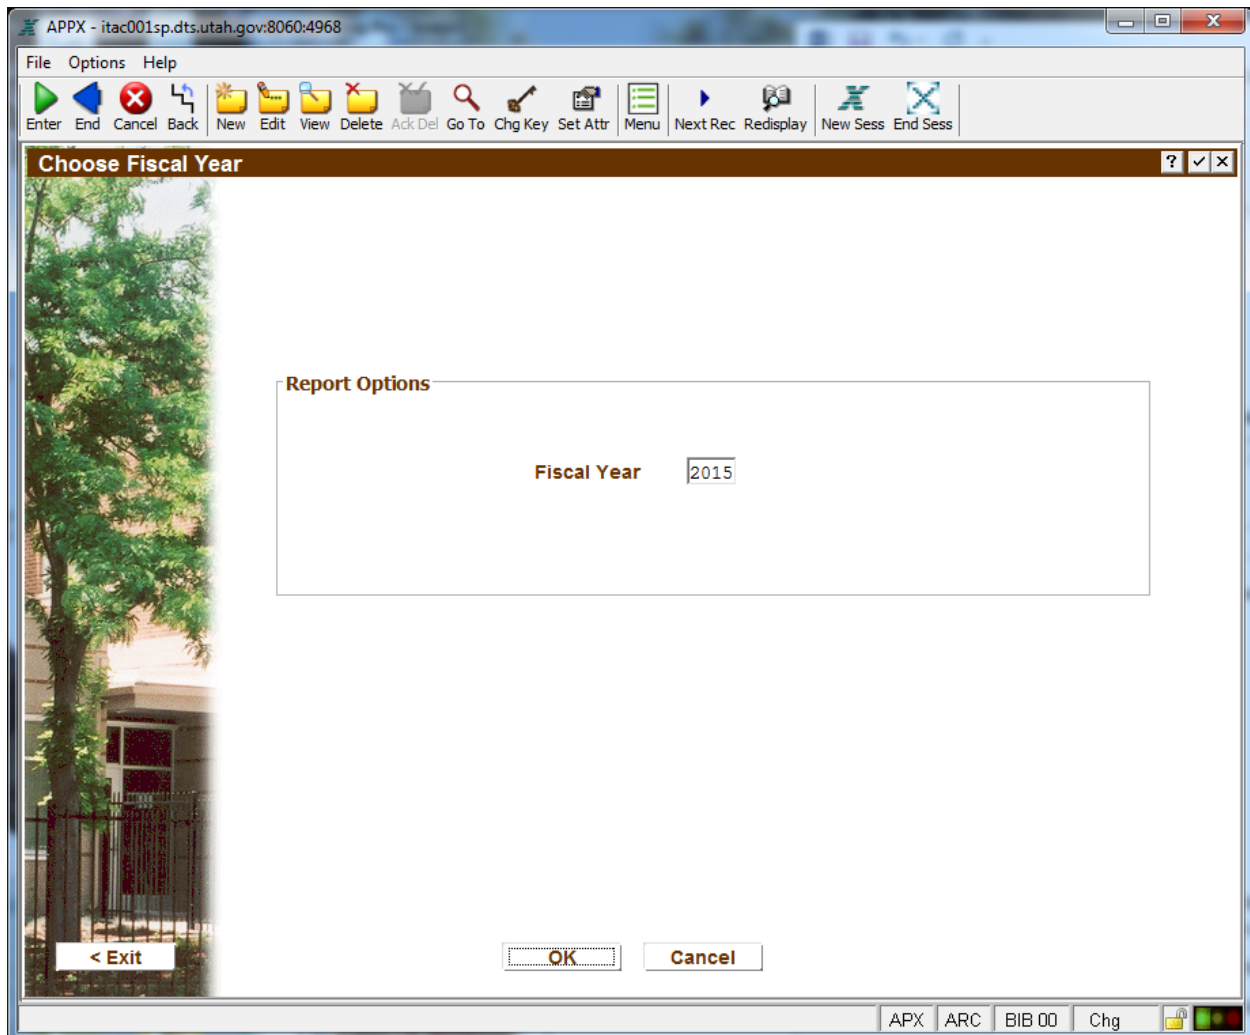 APPX - itac001sp.dts.utah.gov:8060:4968
File Options Help
Enter End Cancel Back New Edit View Delete Ack Del Go To Chg Key Set Attr Menu Next Rec Redisplay New Sess End Sess
Choose Fiscal Year
Report Options
Fiscal Year 2015
< Exit OK Cancel
APX ARC BIB 00 Chg